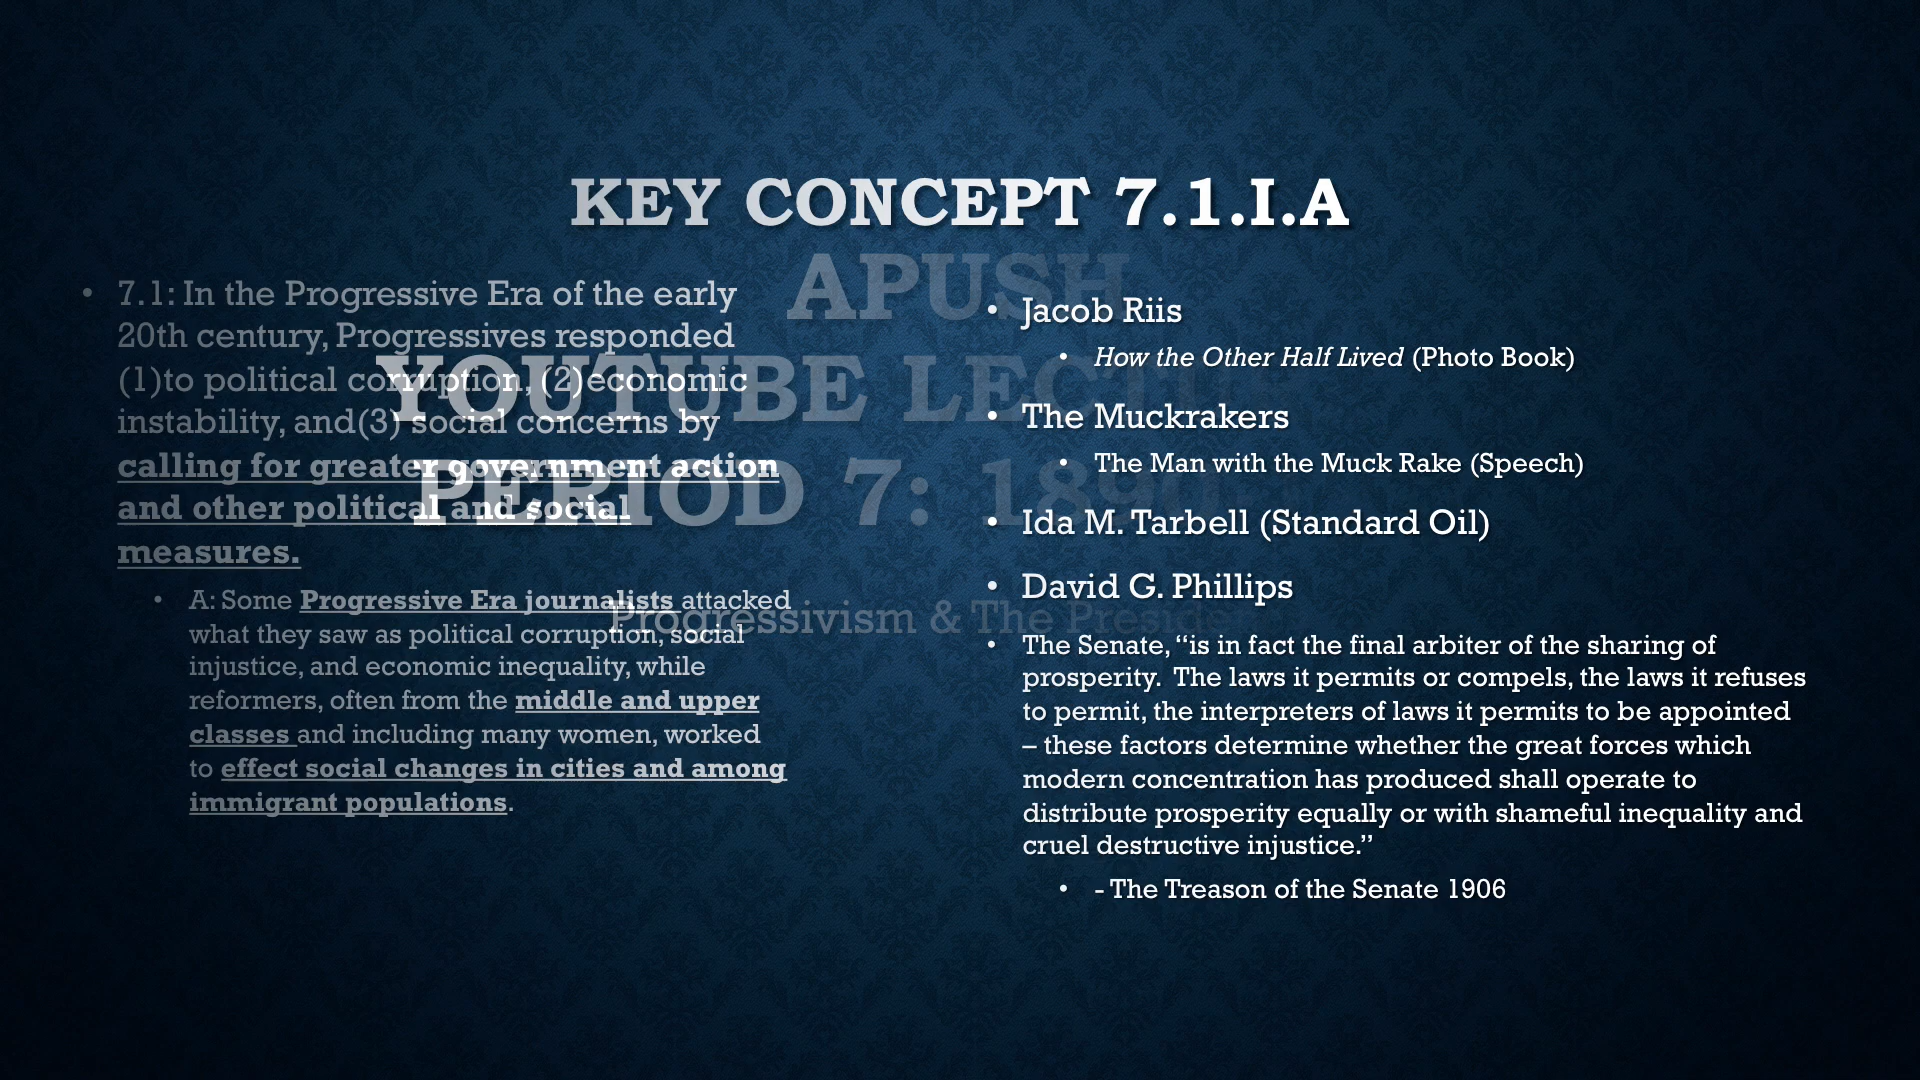 KEY CONCEPT 7.1.I.A
APUSH
YOUTUBE
PERIOD 7:
Progressivism & The
• 7.1: In the Progressive Era of the early
20th century, Progressives responded
(1)to political corruption, (2)economic
instability, and(3) social concerns by
calling for greater government action
and other political and social
measures.
• A: Some Progressive Era journalists attacked
what they saw as political corruption, social
injustice, and economic inequality, while
reformers, often from the middle and upper
classes and including many women, worked
to effect social changes in cities and among
immigrant populations.
• Jacob Riis
• How the Other Half Lived (Photo Book)
• The Muckrakers
• The Man with the Muck Rake (Speech)
• Ida M. Tarbell (Standard Oil)
• David G. Phillips
• The Senate, “is in fact the final arbiter of the sharing of
prosperity.  The laws it permits or compels, the laws it refuses
to permit, the interpreters of laws it permits to be appointed
– these factors determine whether the great forces which
modern concentration has produced shall operate to
distribute prosperity equally or with shameful inequality and
cruel destructive injustice.”
• - The Treason of the Senate 1906